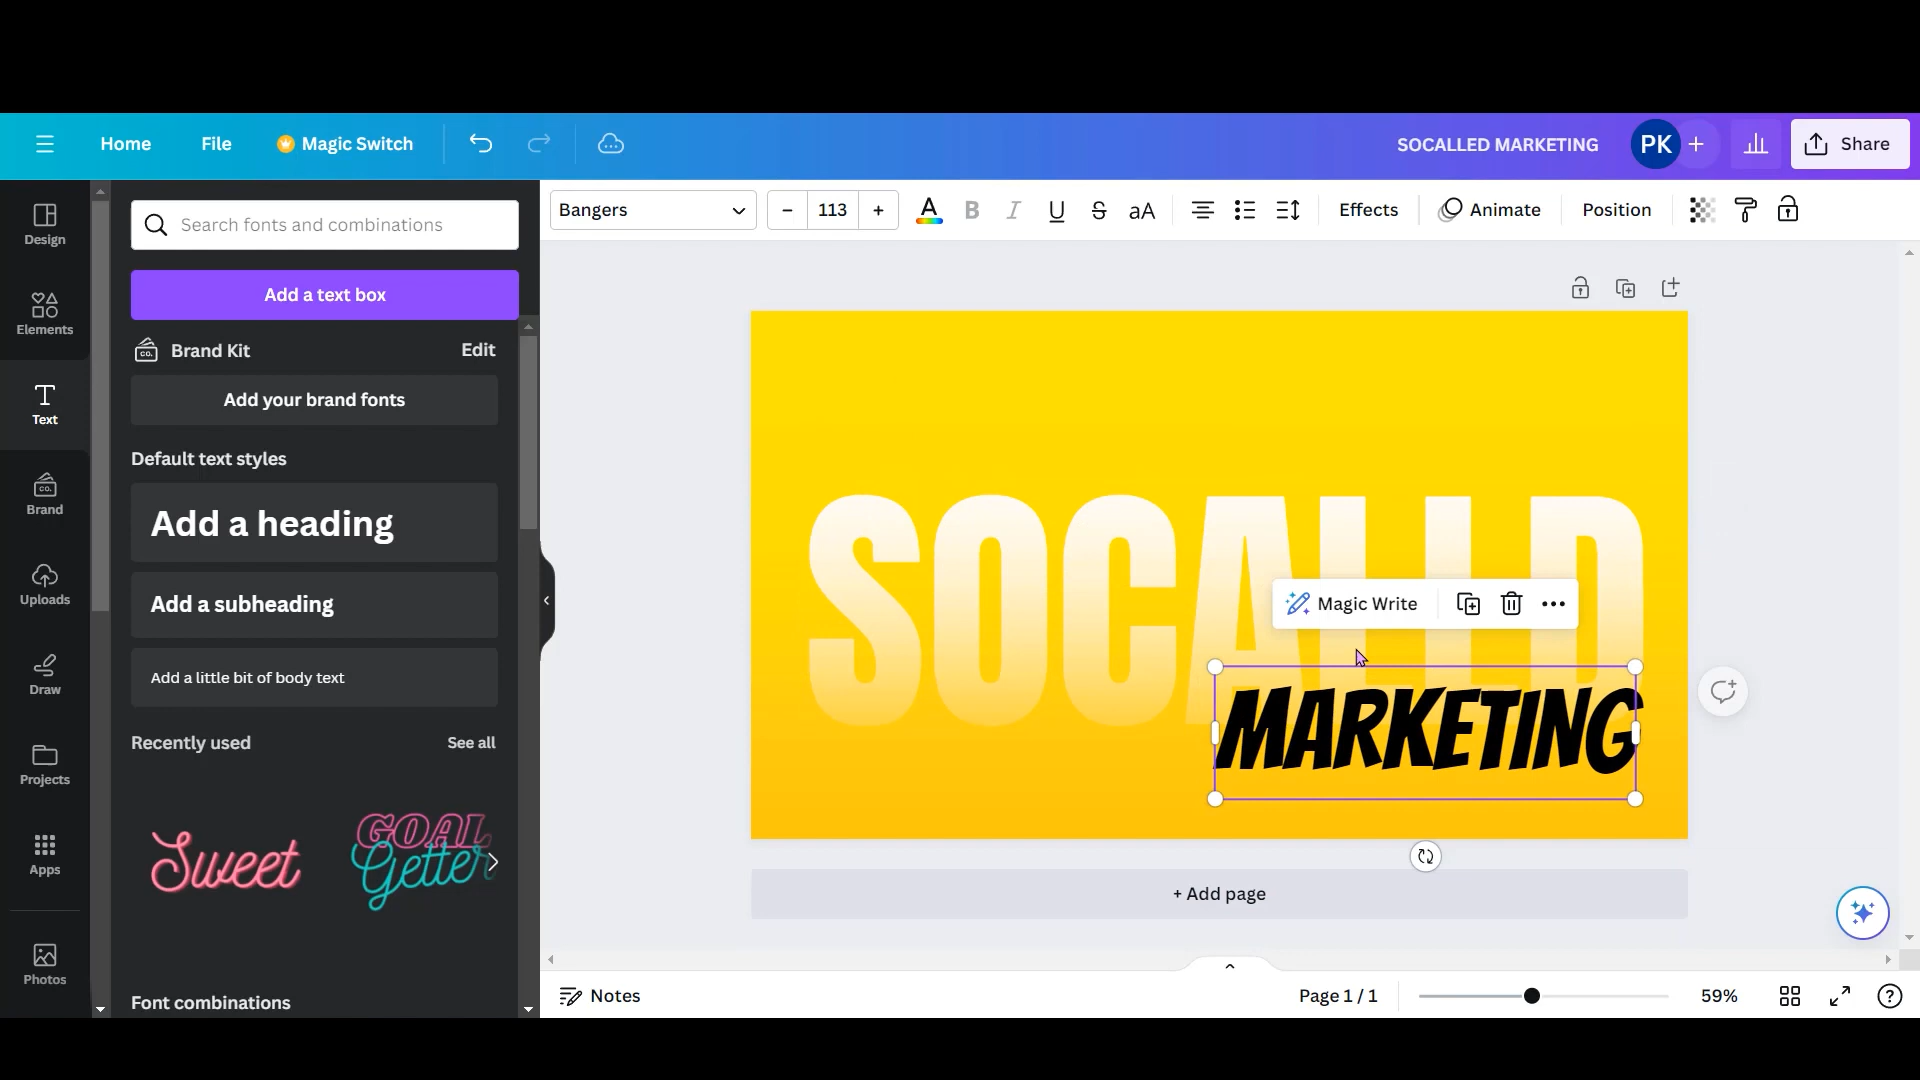 Home File Magic Switch SOCALLED MARKETING PK + Share
Design
Elements
Text
Brand
Uploads
Draw
Projects
Apps
Photos
Search fonts and combinations
Add a text box
CO. Brand Kit Edit
Add your brand fonts
Default text styles
Add a heading
Add a subheading
Add a little bit of body text
Recently used See all
Sweet
GOAL
Getter
Font combinations
Bangers - 113 + A B I U S aA Effects Animate Position
SOCALLD
Magic Write
MARKETING
+ Add page
Notes Page 1 / 1 59% ?